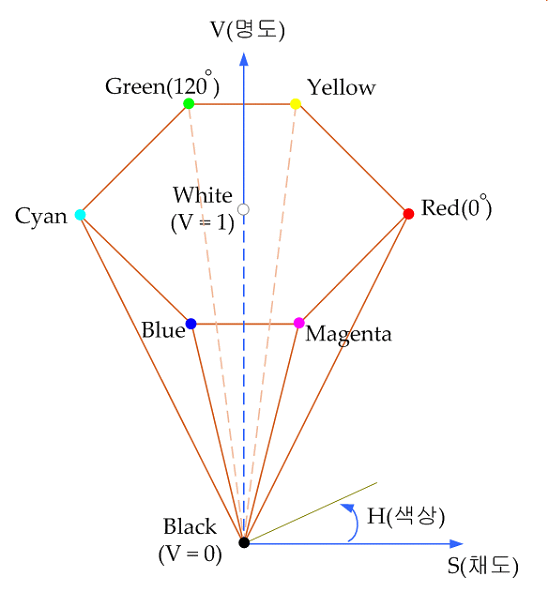 V(명도)
Green(120°)
Yellow
White
(V = 1)
Cyan
Red(0°)
Blue
Magenta
Black
(V = 0)
H(색상)
S(채도)